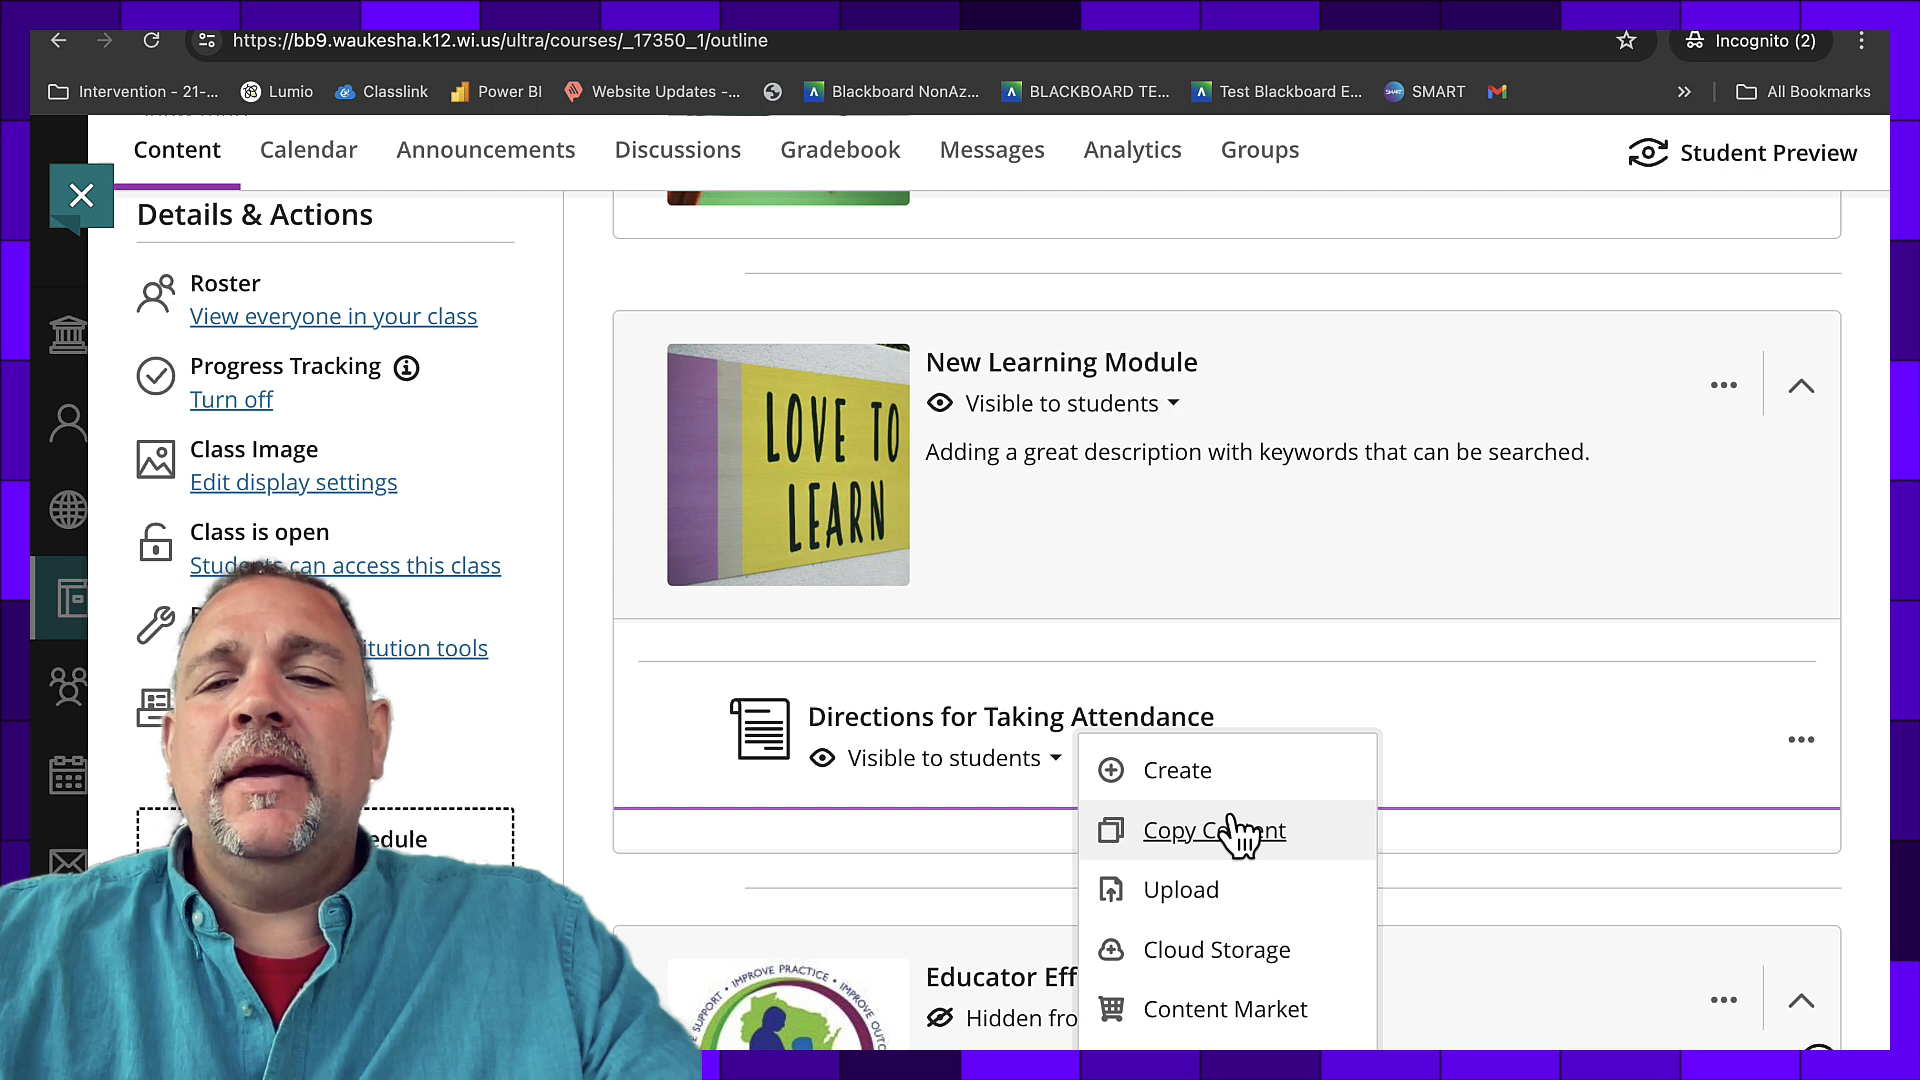 https://bb9.waukesha.k12.wi.us/ultra/courses/_17350_1/outline
Incognito (2)
Intervention - 21-...
Lumio
Classlink
Power BI
Website Updates -...
Blackboard NonAz...
BLACKBOARD TE...
Test Blackboard E...
SMART
All Bookmarks
Content
Calendar
Announcements
Discussions
Gradebook
Messages
Analytics
Groups
Student Preview
Details & Actions
Roster
View everyone in your class
Progress Tracking
Turn off
Class Image
Edit display settings
Class is open
Students can access this class
tution tools
edule
LOVE TO
LEARN
New Learning Module
Visible to students
Adding a great description with keywords that can be searched.
Directions for Taking Attendance
Visible to students
Create
Copy Content
Upload
Cloud Storage
Content Market
SUPPORT • IMPROVE PRACTICE • IMPROVE OUTC
Educator Eff
Hidden fro